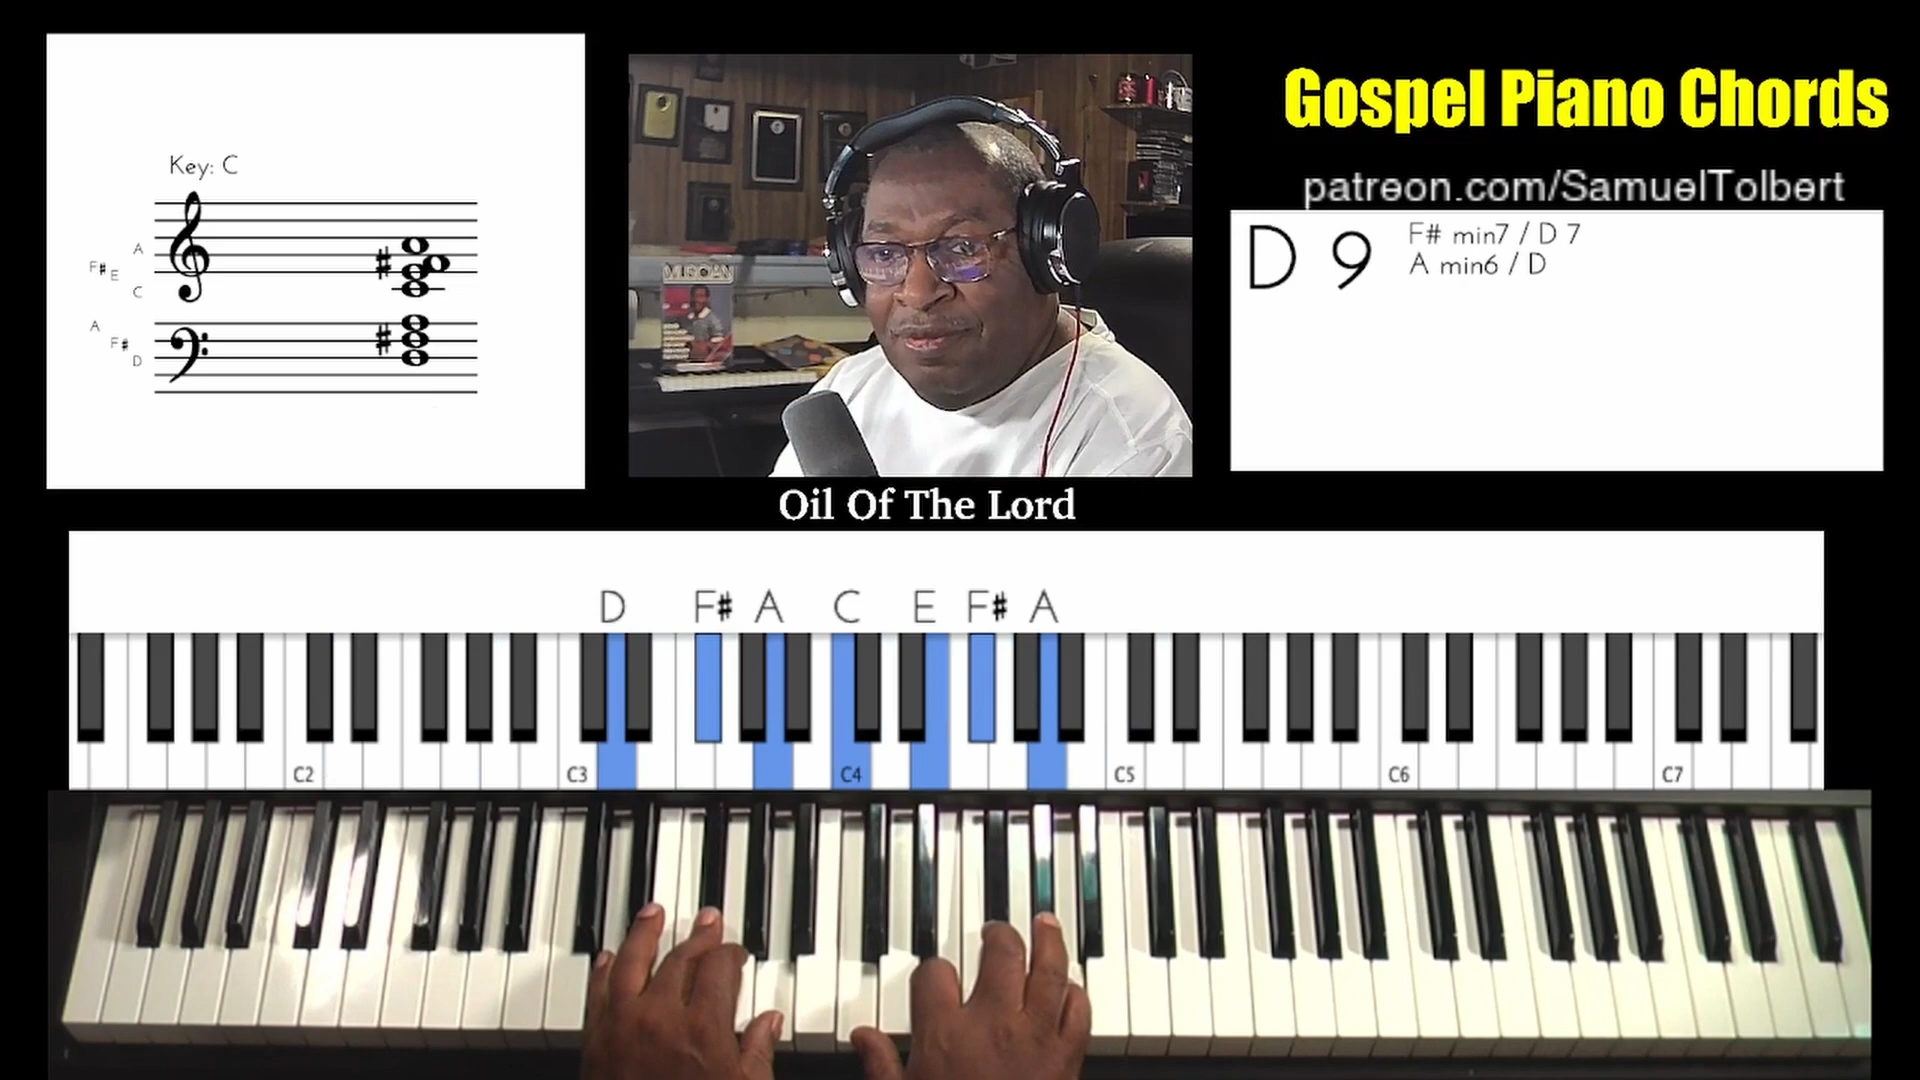 Key: C
A
F# E
C
A
F#
D
Gospel Piano Chords
patreon.com/SamuelTolbert
D 9
F# min7 / D 7
A min6 / D
Oil Of The Lord
D F# A C E F# A
C2 C3 C4 C5 C6 C7